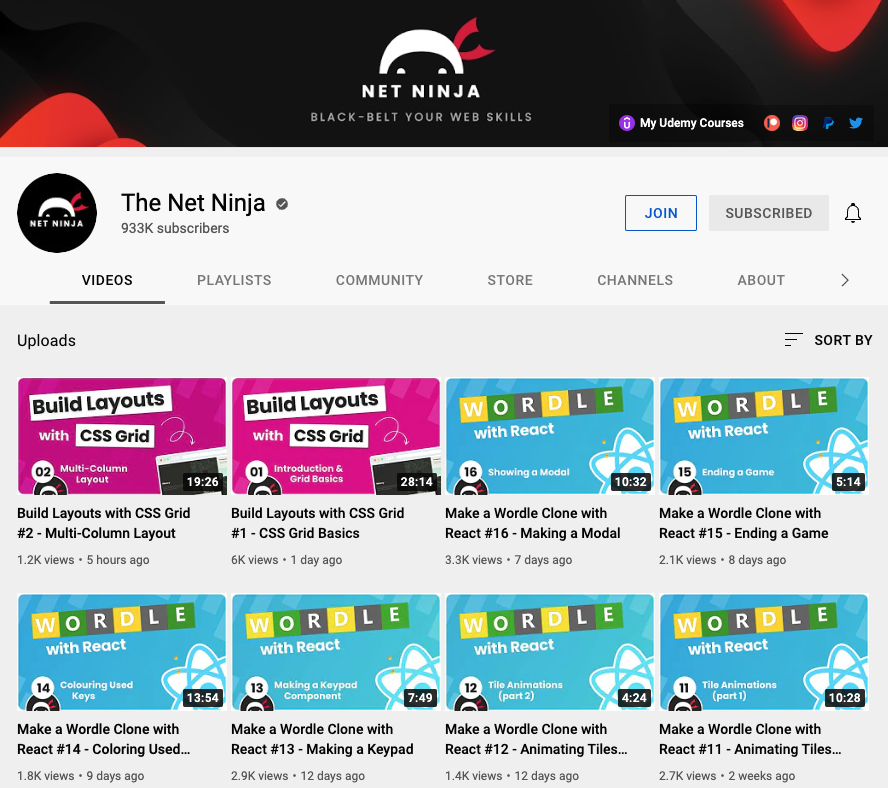 NET NINJA
BLACK-BELT YOUR WEB SKILLS
My Udemy Courses
NET NINJA
The Net Ninja
933K subscribers
JOIN
SUBSCRIBED
VIDEOS
PLAYLISTS
COMMUNITY
STORE
CHANNELS
ABOUT
Uploads
SORT BY
Build Layouts
with CSS Grid
02
Multi-Column
Layout
19:26
Build Layouts with CSS Grid
#2 - Multi-Column Layout
1.2K views • 5 hours ago
Build Layouts
with CSS Grid
01
Introduction &
Grid Basics
28:14
Build Layouts with CSS Grid
#1 - CSS Grid Basics
6K views • 1 day ago
WORDLE
with React
16
Showing a Modal
10:32
Make a Wordle Clone with
React #16 - Making a Modal
3.3K views • 7 days ago
WORDLE
with React
15
Ending a Game
5:14
Make a Wordle Clone with
React #15 - Ending a Game
2.1K views • 8 days ago
WORDLE
with React
14
Colouring Used
Keys
13:54
Make a Wordle Clone with
React #14 - Coloring Used...
1.8K views • 9 days ago
WORDLE
with React
13
Making a Keypad
Component
7:49
Make a Wordle Clone with
React #13 - Making a Keypad
2.9K views • 12 days ago
WORDLE
with React
12
Tile Animations
(part 2)
4:24
Make a Wordle Clone with
React #12 - Animating Tiles...
1.4K views • 12 days ago
WORDLE
with React
11
Tile Animations
(part 1)
10:28
Make a Wordle Clone with
React #11 - Animating Tiles...
2.7K views • 2 weeks ago